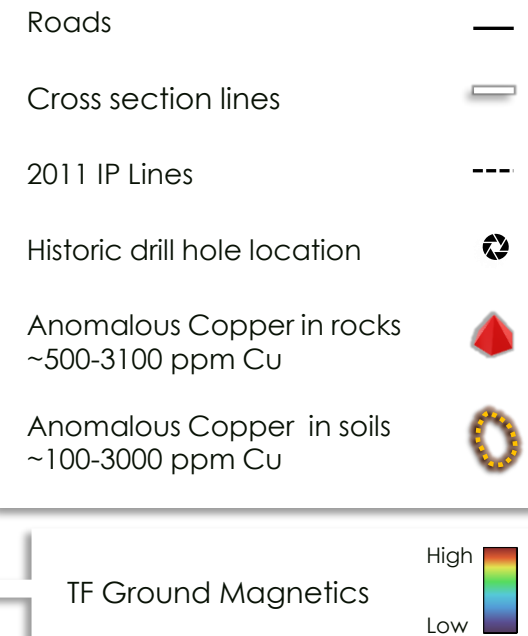 Roads
Cross section lines
2011 IP Lines
Historic drill hole location
Anomalous Copper in rocks
~500-3100 ppm Cu
Anomalous Copper in soils
~100-3000 ppm Cu
High
TF Ground Magnetics
Low